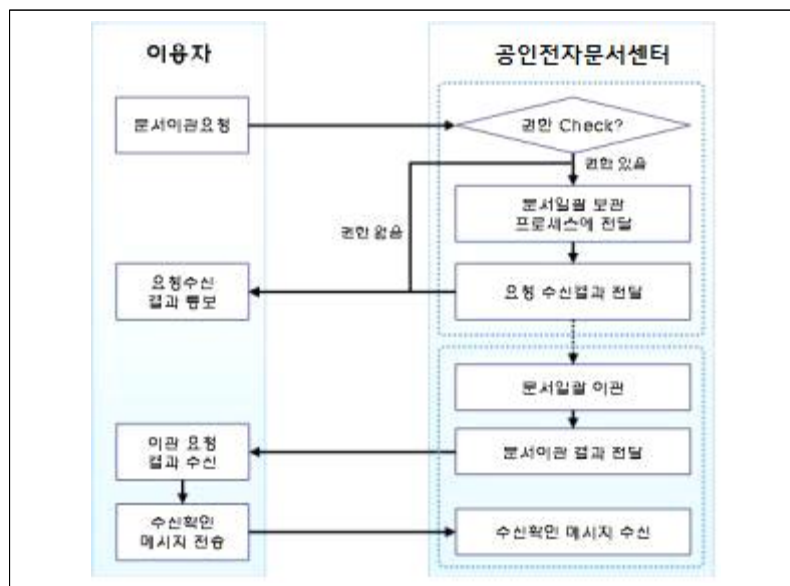 이용자
공인전자문서센터
문서이관요청
권한 Check?
권한 있음
문서일괄 보관
프로세스에 전달
권한 없음
요청수신
결과 통보
요청 수신결과 전달
문서일괄 이관
이관 요청
결과 수신
문서이관 결과 전달
수신확인
메시지 전송
수신확인 메시지 수신